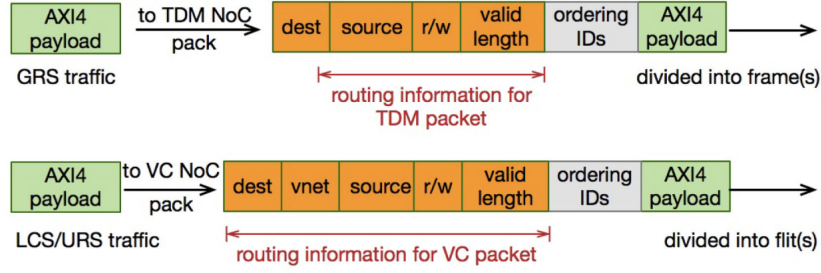 AXI4
payload
GRS traffic
to TDM NoC
pack
dest source r/w valid
length
ordering
IDs
AXI4
payload
divided into frame(s)
routing information for
TDM packet
AXI4
payload
LCS/URS traffic
to VC NoC
pack
dest vnet source r/w valid
length
ordering
IDs
AXI4
payload
divided into flit(s)
routing information for VC packet